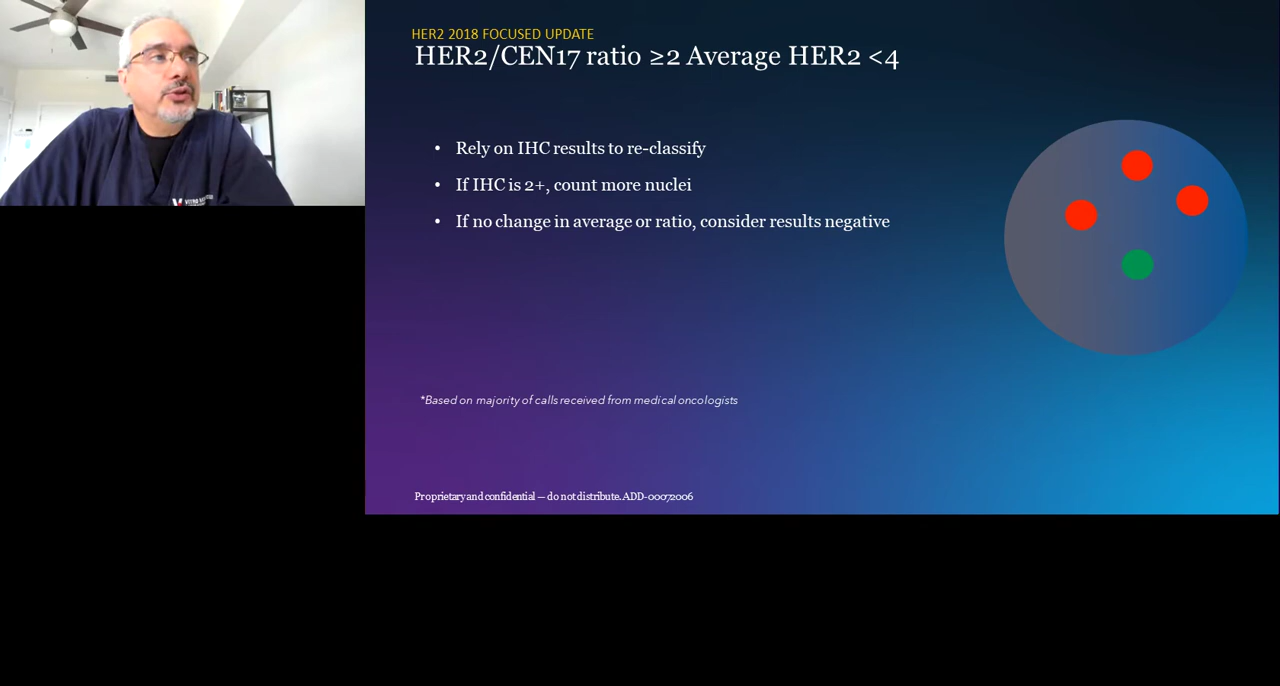 HER2 2018 FOCUSED UPDATE
HER2/CEN17 ratio ≥2 Average HER2 <4
• Rely on IHC results to re-classify
• If IHC is 2+, count more nuclei
• If no change in average or ratio, consider results negative
*Based on majority of calls received from medical oncologists
Proprietary and confidential — do not distribute. ADD-00072006